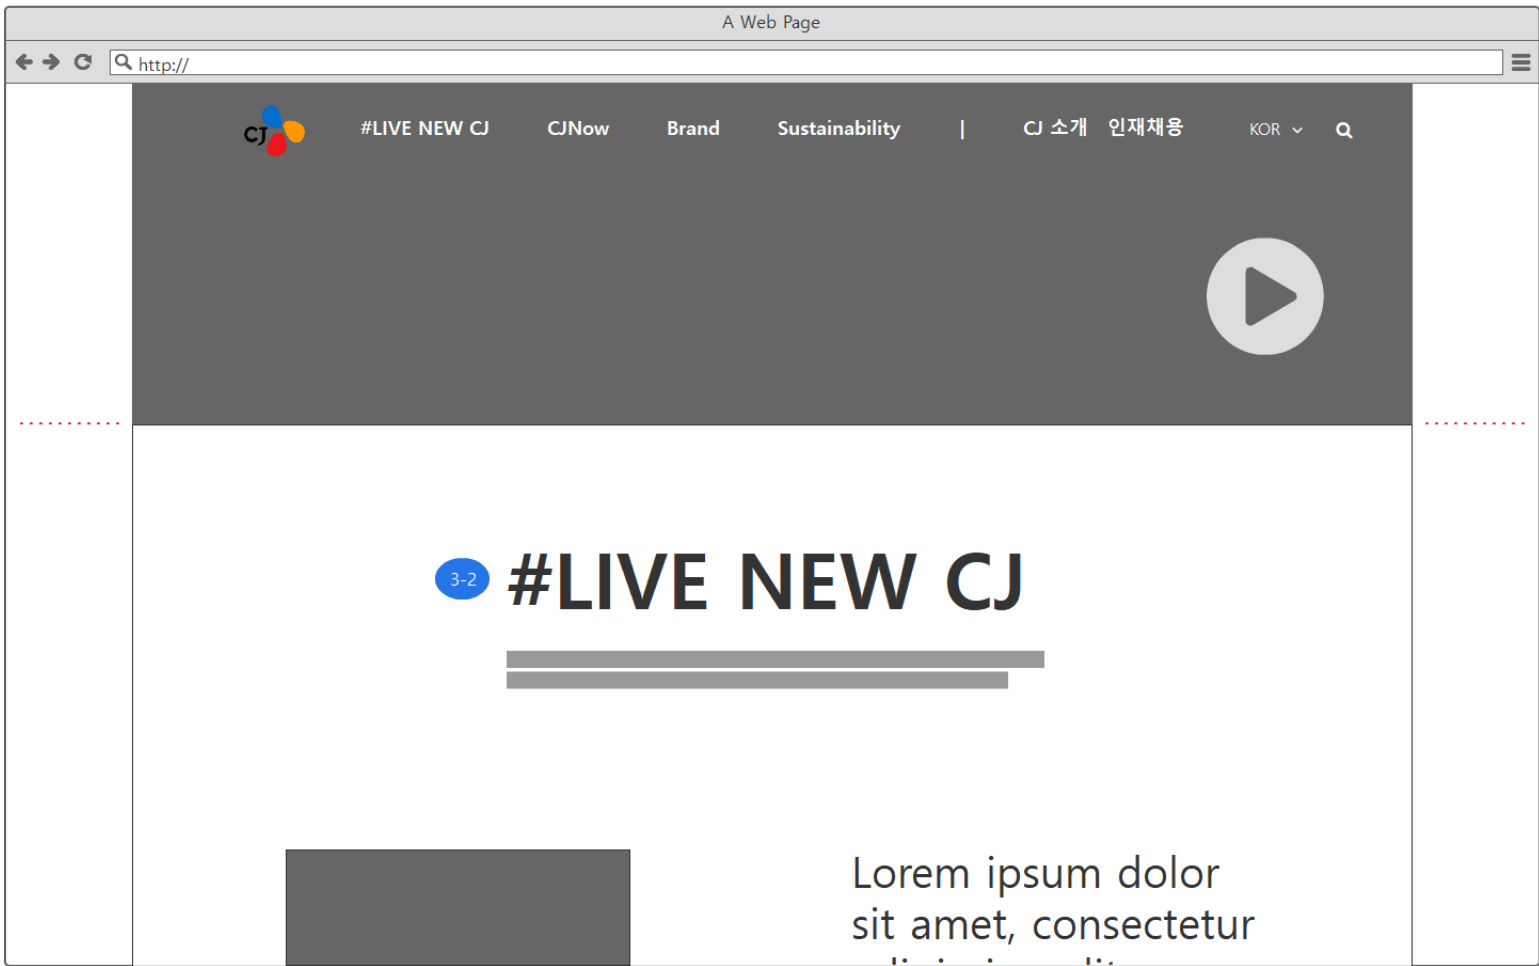 A Web Page
http://
CJ #LIVE NEW CJ CJNow Brand Sustainability | CJ 소개 인재채용 KOR
3-2 #LIVE NEW CJ
Lorem ipsum dolor
sit amet, consectetur